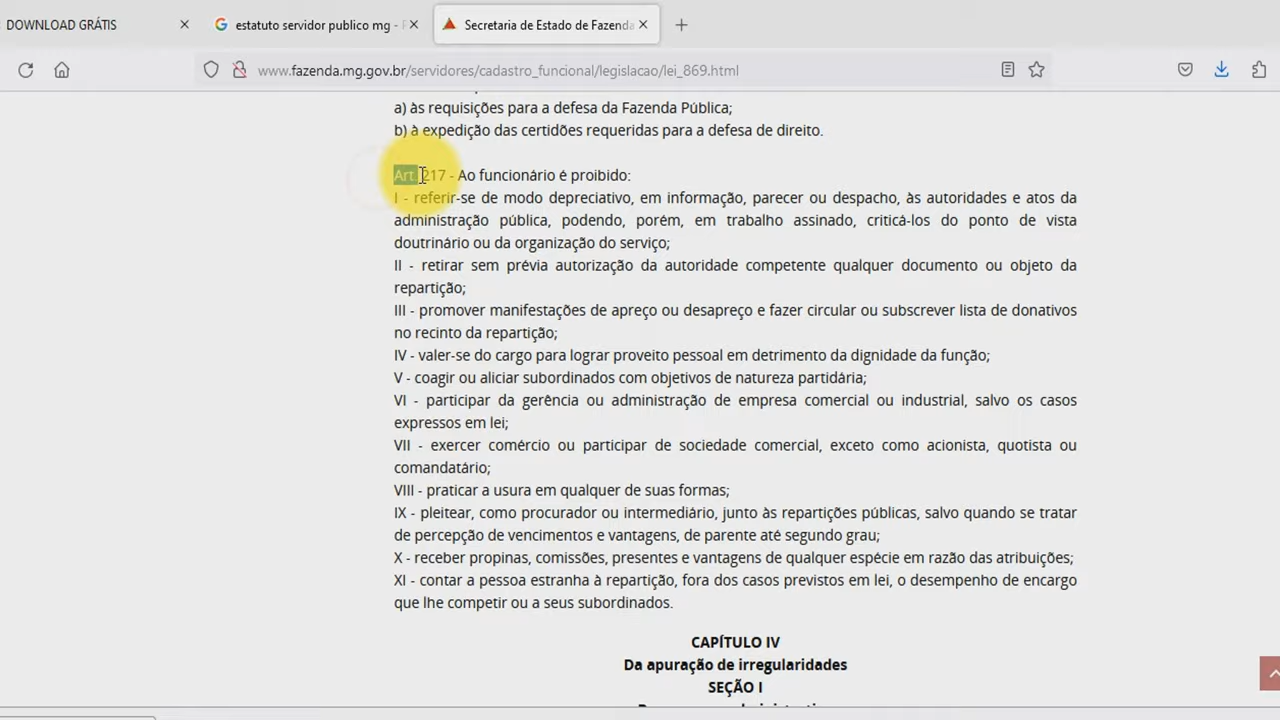 DOWNLOAD GRÁTIS
estatuto servidor publico mg -
Secretaria de Estado de Fazenda
www.fazenda.mg.gov.br/servidores/cadastro_funcional/legislacao/lei_869.html
a) às requisições para a defesa da Fazenda Pública;
b) à expedição das certidões requeridas para a defesa de direito.
Art. 217 - Ao funcionário é proibido:
I - referir-se de modo depreciativo, em informação, parecer ou despacho, às autoridades e atos da
administração pública, podendo, porém, em trabalho assinado, criticá-los do ponto de vista
doutrinário ou da organização do serviço;
II - retirar sem prévia autorização da autoridade competente qualquer documento ou objeto da
repartição;
III - promover manifestações de apreço ou desapreço e fazer circular ou subscrever lista de donativos
no recinto da repartição;
IV - valer-se do cargo para lograr proveito pessoal em detrimento da dignidade da função;
V - coagir ou aliciar subordinados com objetivos de natureza partidária;
VI - participar da gerência ou administração de empresa comercial ou industrial, salvo os casos
expressos em lei;
VII - exercer comércio ou participar de sociedade comercial, exceto como acionista, quotista ou
comandatário;
VIII - praticar a usura em qualquer de suas formas;
IX - pleitear, como procurador ou intermediário, junto às repartições públicas, salvo quando se tratar
de percepção de vencimentos e vantagens, de parente até segundo grau;
X - receber propinas, comissões, presentes e vantagens de qualquer espécie em razão das atribuições;
XI - contar a pessoa estranha à repartição, fora dos casos previstos em lei, o desempenho de encargo
que lhe competir ou a seus subordinados.
CAPÍTULO IV
Da apuração de irregularidades
SEÇÃO I